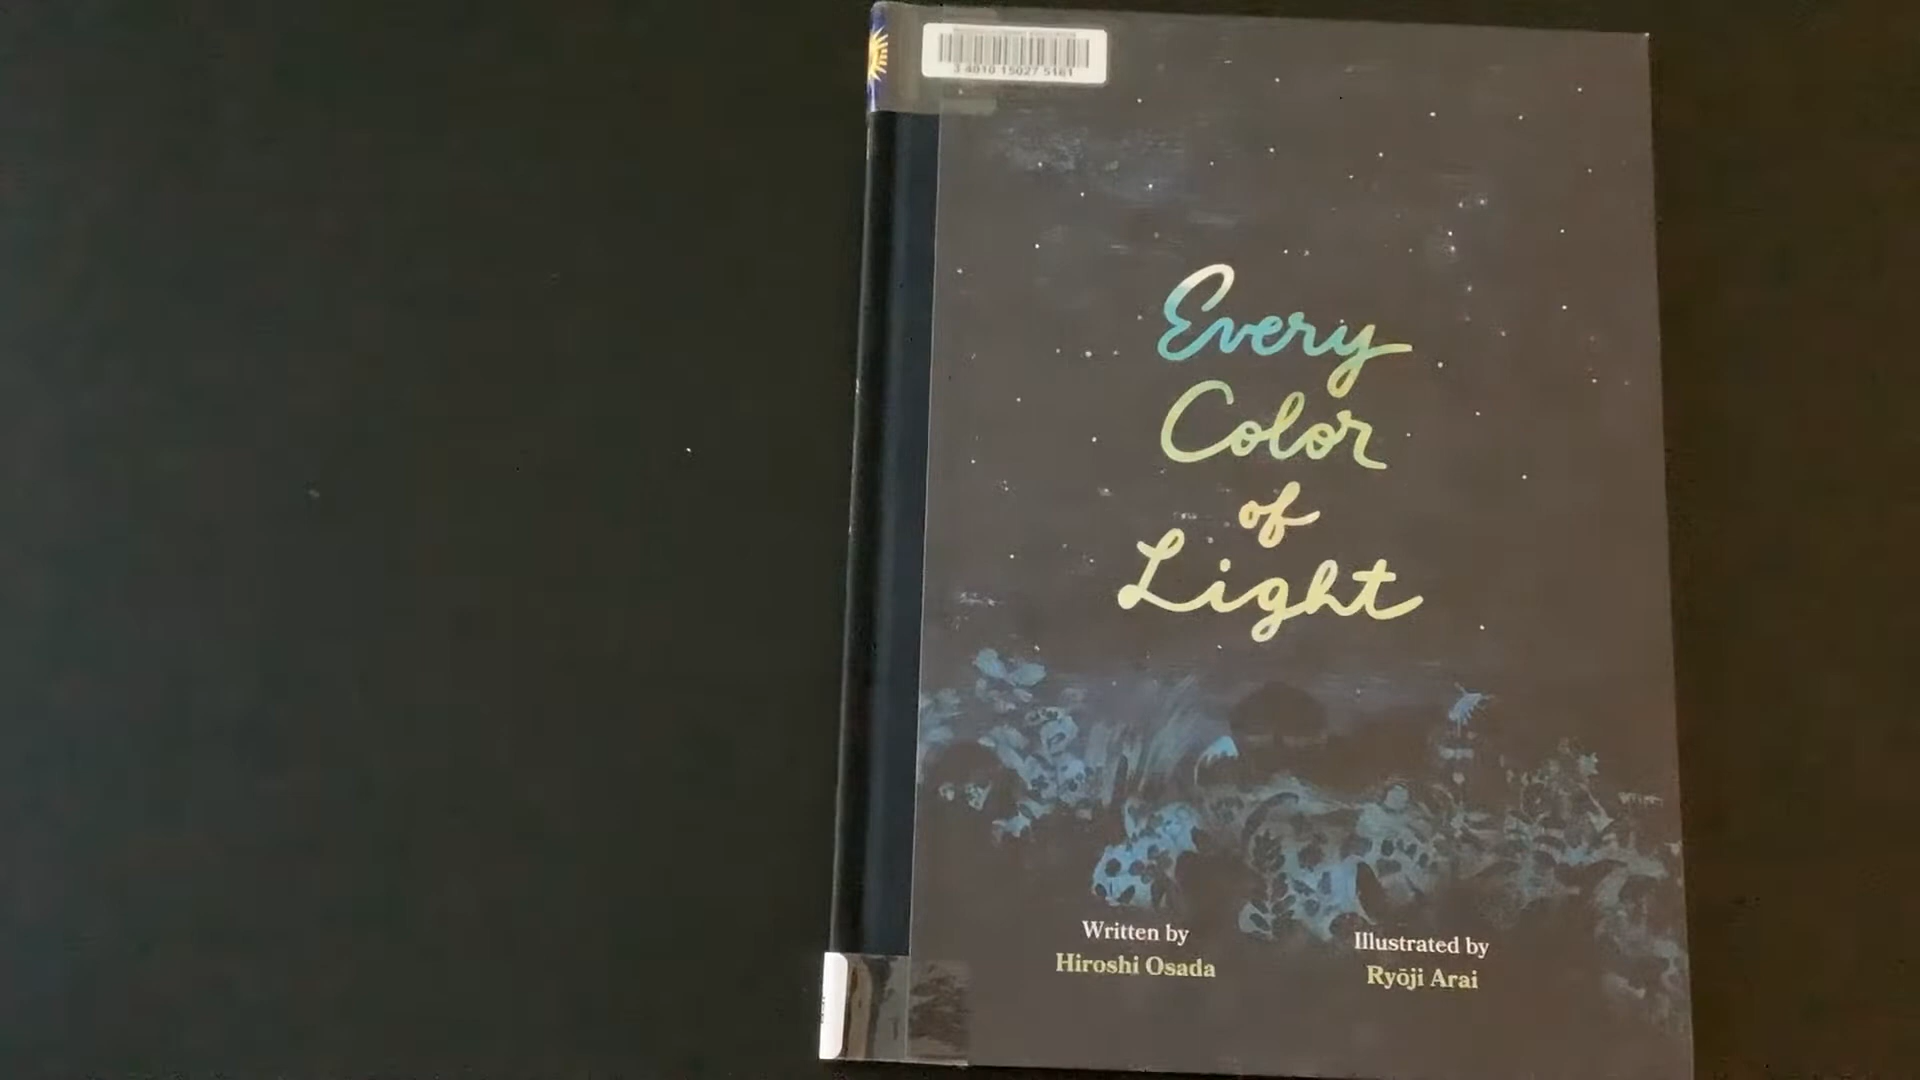 3 4010 15027 5161
Every
Color
of
Light
Written by
Hiroshi Osada
Illustrated by
Ryōji Arai